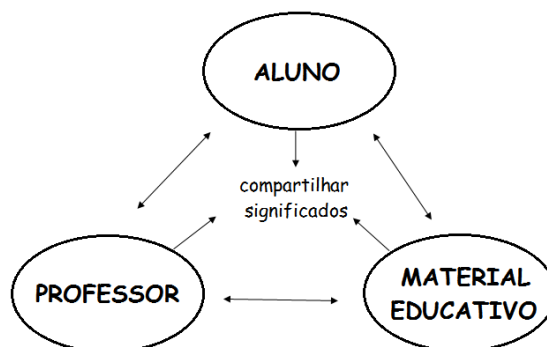 ALUNO
compartilhar
significados
PROFESSOR
MATERIAL
EDUCATIVO